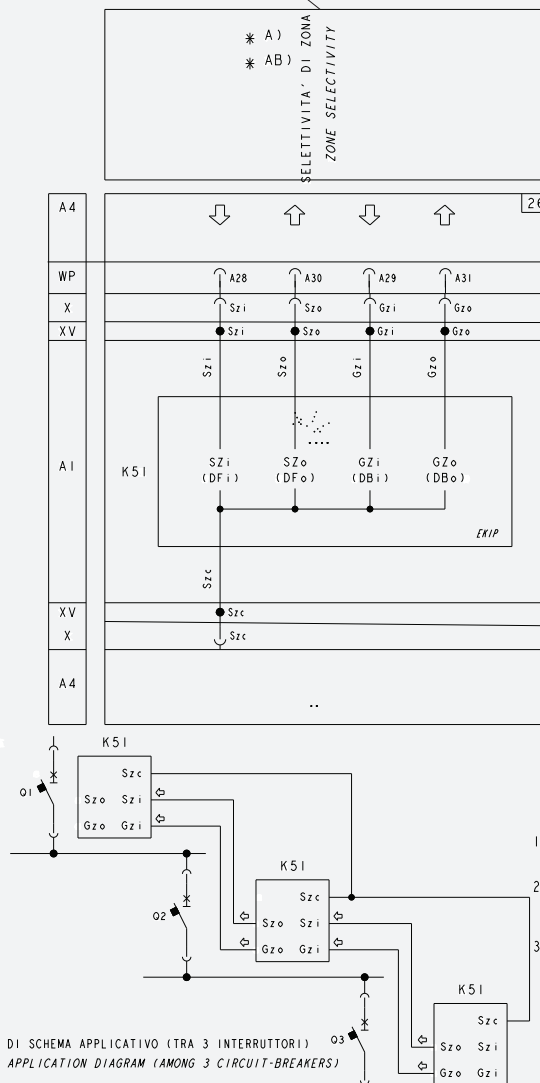 * A)
* AB)
SELETTIVITA' DI ZONA
ZONE SELECTIVITY
A4
26
WP
A28
A30
A29
A31
X
Szi
Szo
Gzi
Gzo
XV
Szi
Szo
Gzi
Gzo
Szi
Szo
Gzi
Gzo
A1
K51
SZi
(DFi)
SZo
(DFo)
GZi
(DBi)
GZo
(DBo)
EKIP
Szc
XV
Szc
X
Szc
A4
K51
Q1
Szc
Szo Szi
Gzo Gzi
1
K51
2
Q2
Szc
Szo Szi
Gzo Gzi
3
K51
Q3
Szc
Szo Szi
Gzo Gzi
DI SCHEMA APPLICATIVO (TRA 3 INTERRUTTORI)
APPLICATION DIAGRAM (AMONG 3 CIRCUIT-BREAKERS)